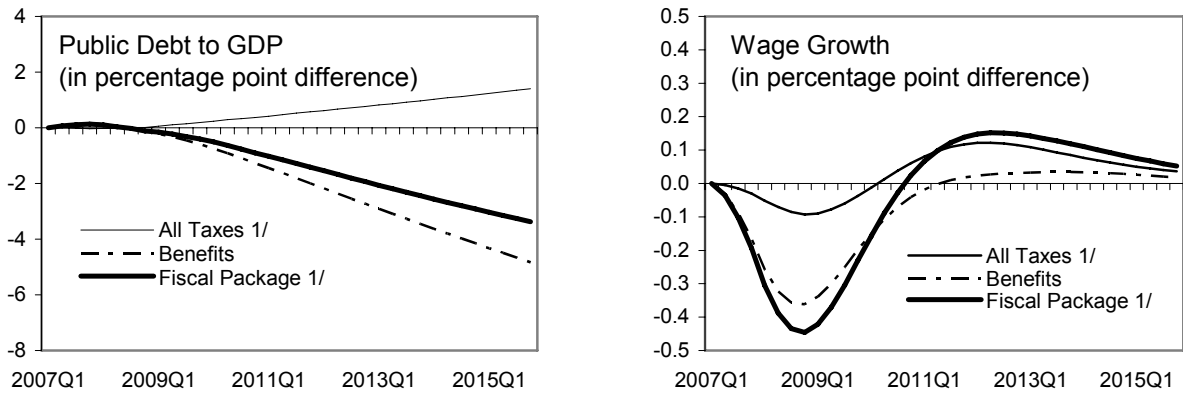 Public Debt to GDP
(in percentage point difference)
4
2
0
-2
-4
-6
-8
All Taxes 1/
Benefits
Fiscal Package 1/
2007Q1 2009Q1 2011Q1 2013Q1 2015Q1
Wage Growth
(in percentage point difference)
0.5
0.4
0.3
0.2
0.1
0.0
-0.1
-0.2
-0.3
-0.4
-0.5
All Taxes 1/
Benefits
Fiscal Package 1/
2007Q1 2009Q1 2011Q1 2013Q1 2015Q1